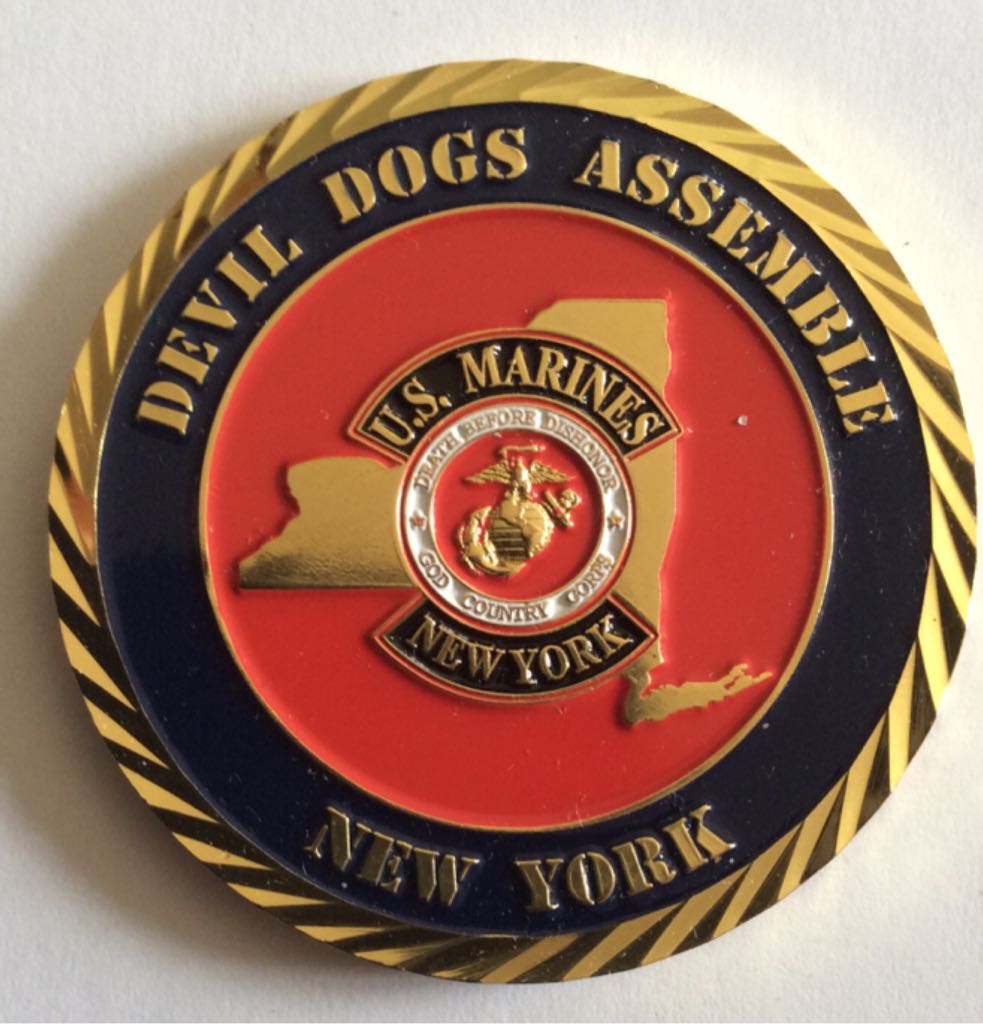 DEVIL DOGS ASSEMBLE
U.S. MARINES
DEATH BEFORE DISHONOR
GOD COUNTRY CORPS
NEW YORK
NEW YORK